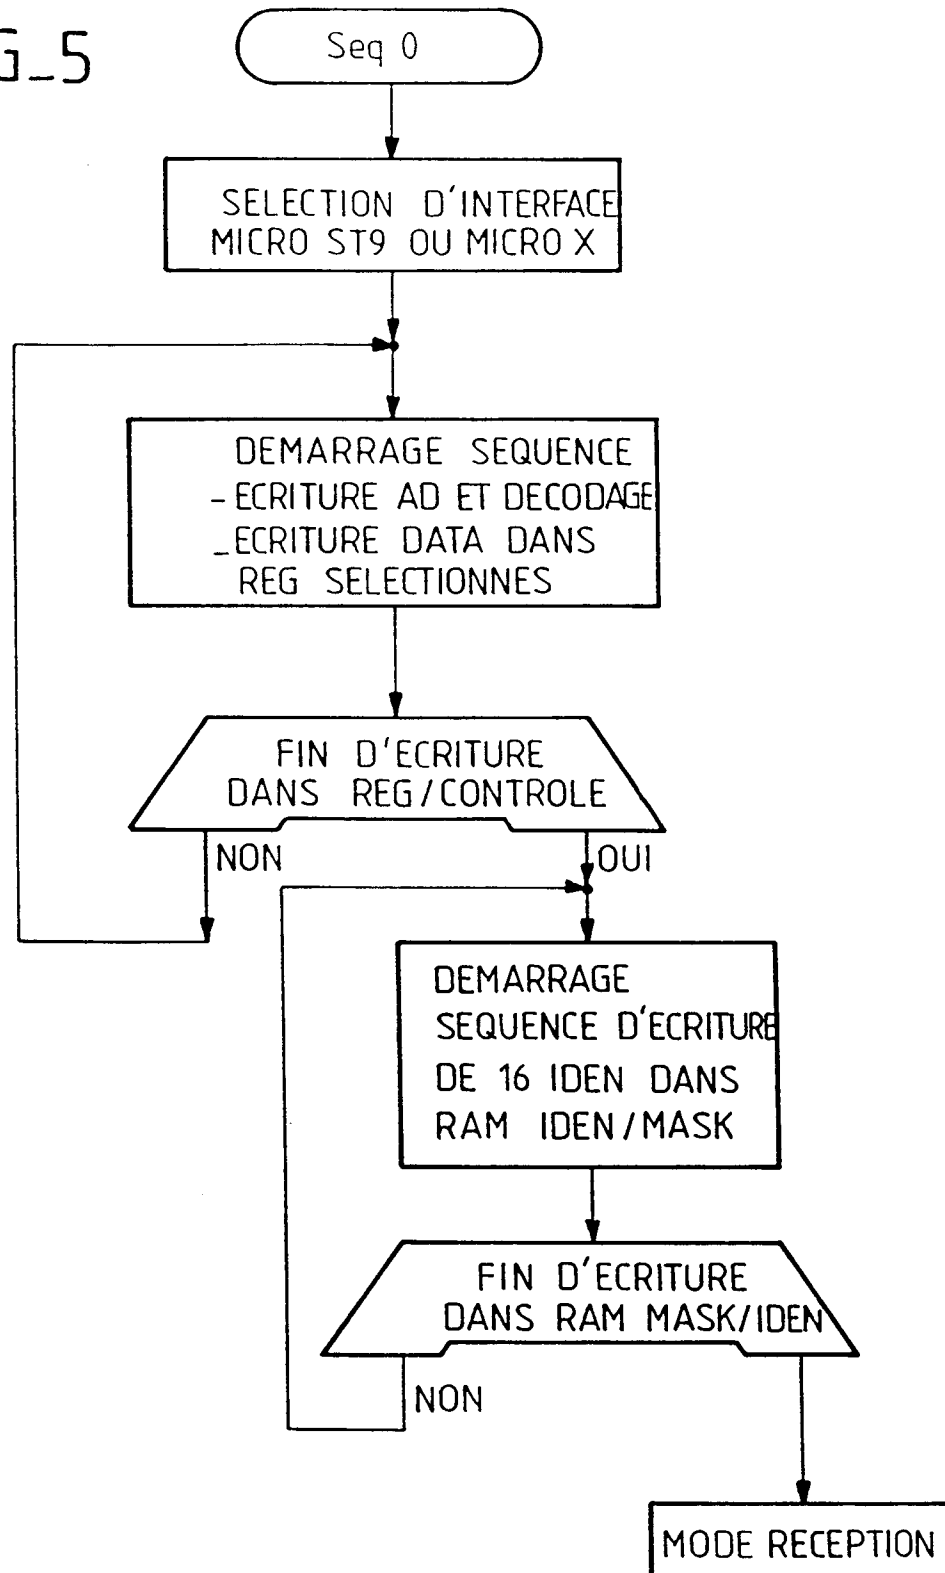 G_5
Seq 0
SELECTION D'INTERFACE
MICRO ST9 OU MICRO X
DEMARRAGE SEQUENCE
- ECRITURE AD ET DECODAGE
_ ECRITURE DATA DANS
REG SELECTIONNES
FIN D'ECRITURE
DANS REG/CONTROLE
NON
OUI
DEMARRAGE
SEQUENCE D'ECRITURE
DE 16 IDEN DANS
RAM IDEN/MASK
FIN D'ECRITURE
DANS RAM MASK/IDEN
NON
MODE RECEPTION